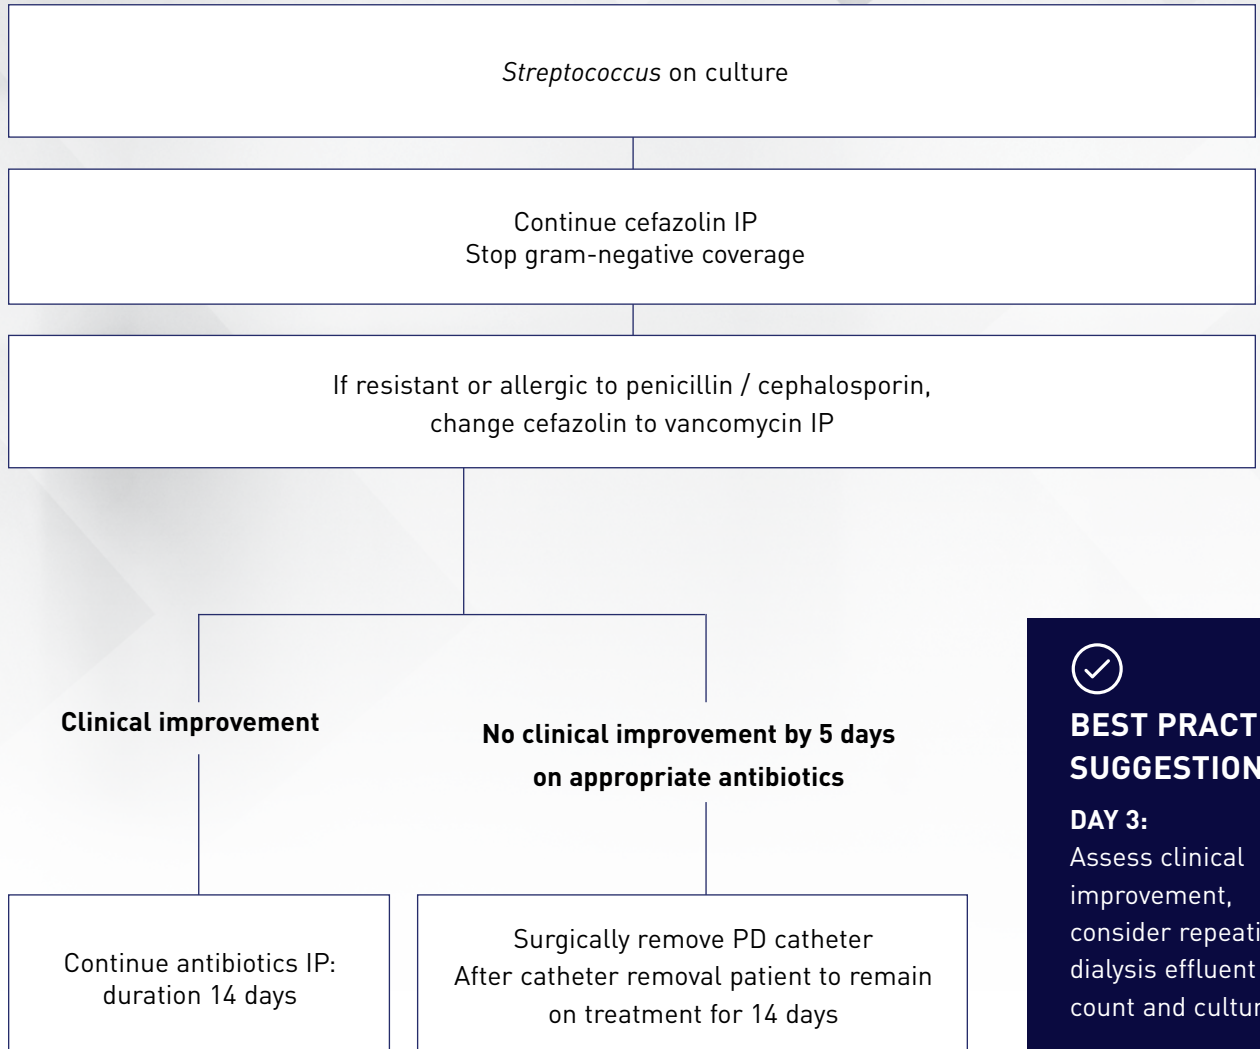 Streptococcus on culture
Continue cefazolin IP
Stop gram-negative coverage
If resistant or allergic to penicillin / cephalosporin,
change cefazolin to vancomycin IP
Clinical improvement
No clinical improvement by 5 days
on appropriate antibiotics
Continue antibiotics IP:
duration 14 days
Surgically remove PD catheter
After catheter removal patient to remain
on treatment for 14 days
BEST PRACT
SUGGESTION
DAY 3:
Assess clinical
improvement,
consider repeati
dialysis effluent
count and cultur